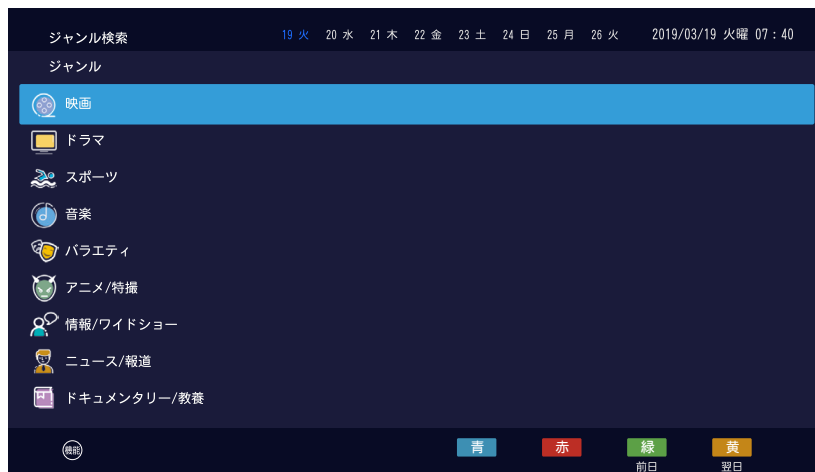 ジャンル検索 19 火 20 水 21 木 22 金 23 土 24 日 25 月 26 火 2019/03/19 火曜 07：40
ジャンル
映画
ドラマ
スポーツ
音楽
バラエティ
アニメ/特撮
情報/ワイドショー
ニュース/報道
ドキュメンタリー/教養
機能 青 赤 緑 黄
前日 翌日